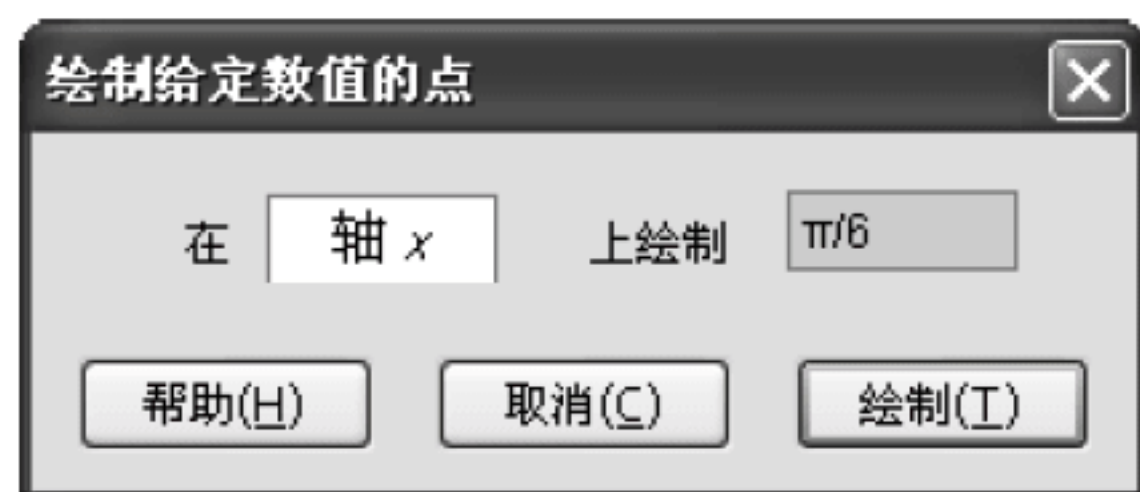 绘制给定数值的点
在 轴 x 上绘制 π/6
帮助(H) 取消(C) 绘制(T)